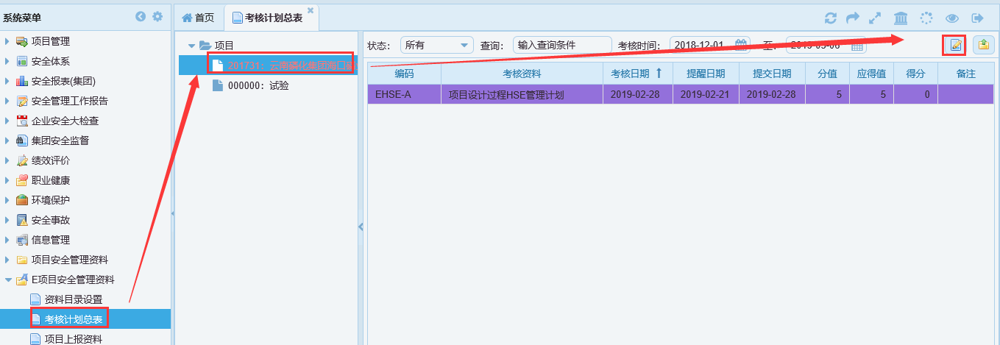 系统菜单
首页
考核计划总表
项目管理
安全体系
安全报表(集团)
安全管理工作报告
企业安全大检查
集团安全监督
绩效评价
职业健康
环境保护
安全事故
信息管理
项目安全管理资料
E项目安全管理资料
资料目录设置
考核计划总表
项目上报资料
项目
201731: 云南磷化集团海口
000000: 试验
状态: 所有 查询: 输入查询条件 考核时间: 2018-12-01 至:
编码 考核资料 考核日期 提醒日期 提交日期 分值 应得值 得分 备注
EHSE-A 项目设计过程HSE管理计划 2019-02-28 2019-02-21 2019-02-28 5 5 0